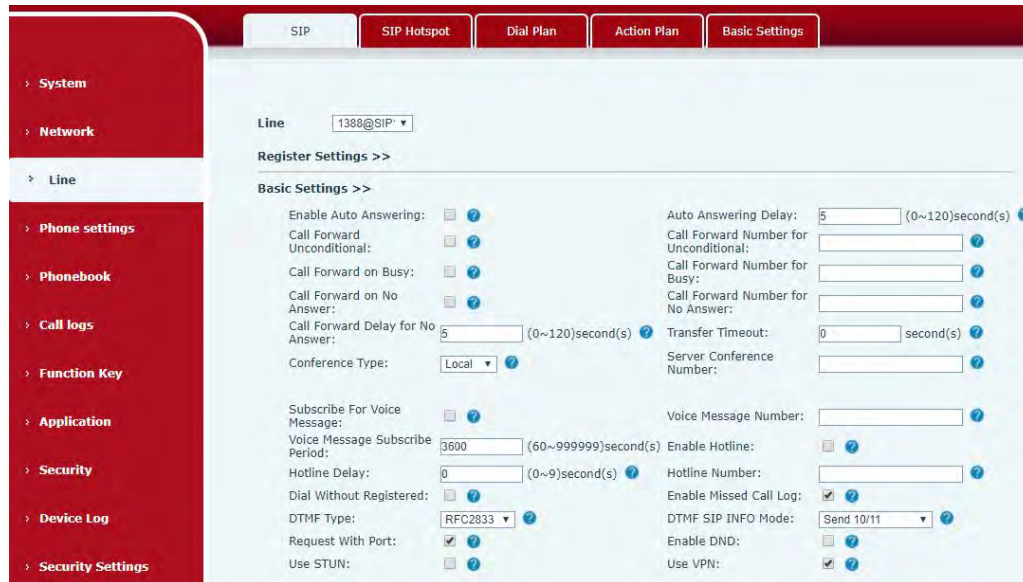 SIP SIP Hotspot Dial Plan Action Plan Basic Settings
System
Network
Line
Phone settings
Phonebook
Call logs
Function Key
Application
Security
Device Log
Security Settings
Line 1388@SIP
Register Settings >>
Basic Settings >>
Enable Auto Answering: Auto Answering Delay: 5 (0~120)second(s)
Call Forward Unconditional: Call Forward Number for Unconditional:
Call Forward on Busy: Call Forward Number for Busy:
Call Forward on No Answer: Call Forward Number for No Answer:
Call Forward Delay for No Answer: 5 (0~120)second(s) Transfer Timeout: 0 second(s)
Conference Type: Local Server Conference Number:
Subscribe For Voice Message: Voice Message Number:
Voice Message Subscribe Period: 3600 (60~999999)second(s) Enable Hotline:
Hotline Delay: 0 (0~9)second(s) Hotline Number:
Dial Without Registered: Enable Missed Call Log:
DTMF Type: RFC2833 DTMF SIP INFO Mode: Send 10/11
Request With Port: Enable DND:
Use STUN: Use VPN: